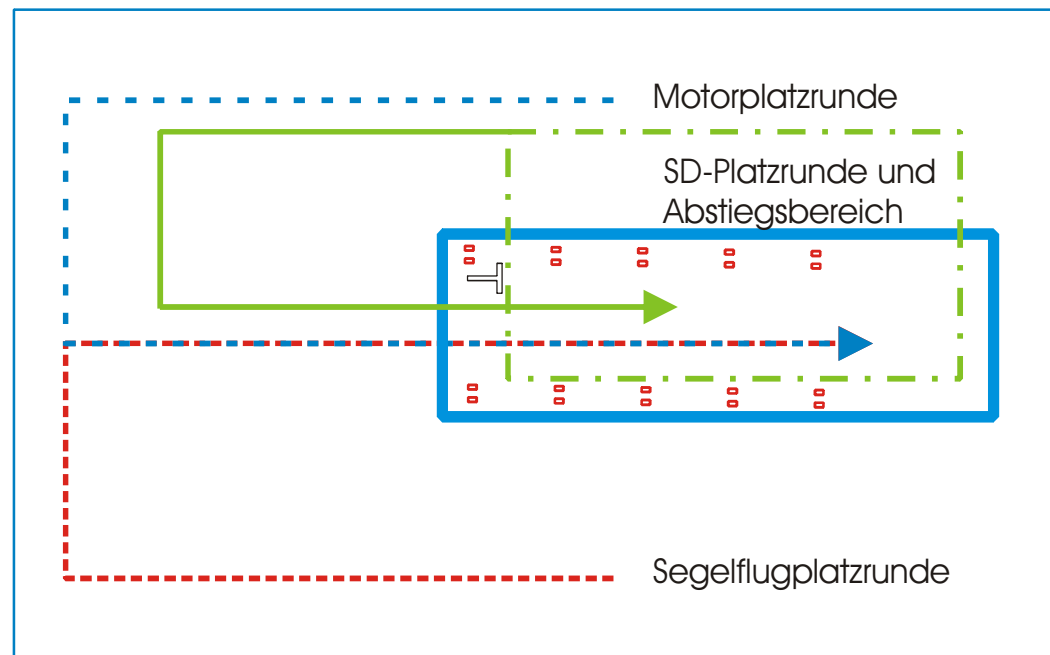 Motorplatzrunde
SD-Platzrunde und
Abstiegsbereich
Segelflugplatzrunde